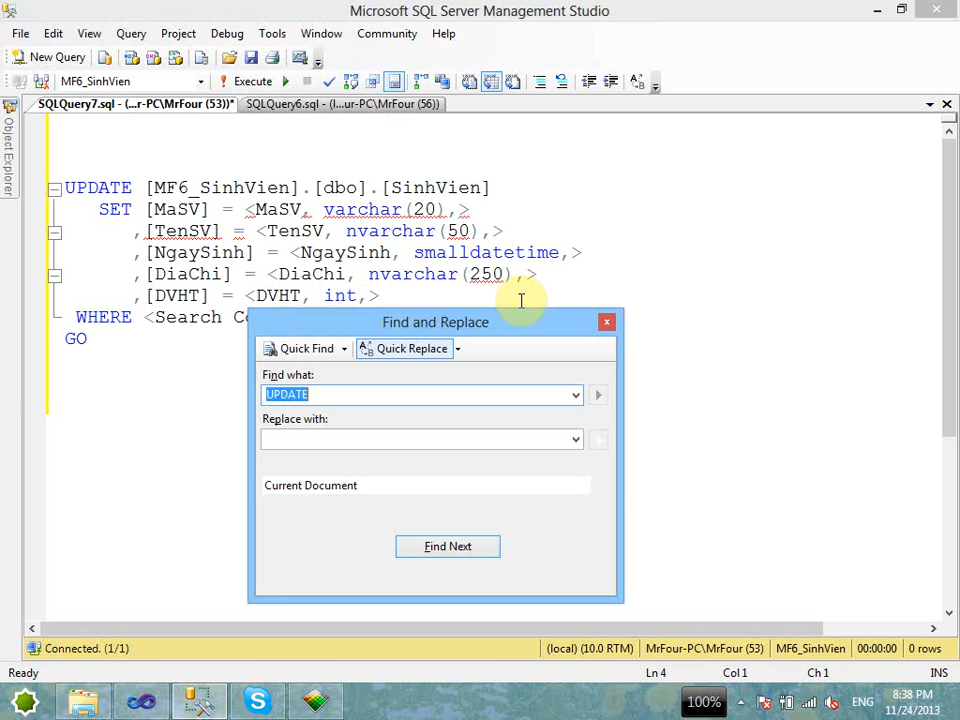 Microsoft SQL Server Management Studio
File Edit View Query Project Debug Tools Window Community Help
New Query
MF6_SinhVien Execute
SQLQuery7.sql - (...r-PC\MrFour (53))* SQLQuery6.sql - (l...ur-PC\MrFour (56))
Object Explorer
UPDATE [MF6_SinhVien].[dbo].[SinhVien]
SET [MaSV] = <MaSV, varchar(20),>
,[TenSV] = <TenSV, nvarchar(50),>
,[NgaySinh] = <NgaySinh, smalldatetime,>
,[DiaChi] = <DiaChi, nvarchar(250),>
,[DVHT] = <DVHT, int,>
WHERE <Search
GO
Find and Replace
Quick Find Quick Replace
Find what:
UPDATE
Replace with:
Current Document
Find Next
Connected. (1/1) (local) (10.0 RTM) MrFour-PC\MrFour (53) MF6_SinhVien 00:00:00 0 rows
Ready Ln 4 Col 1 Ch 1 INS
100% ENG 8:38 PM
11/24/2013